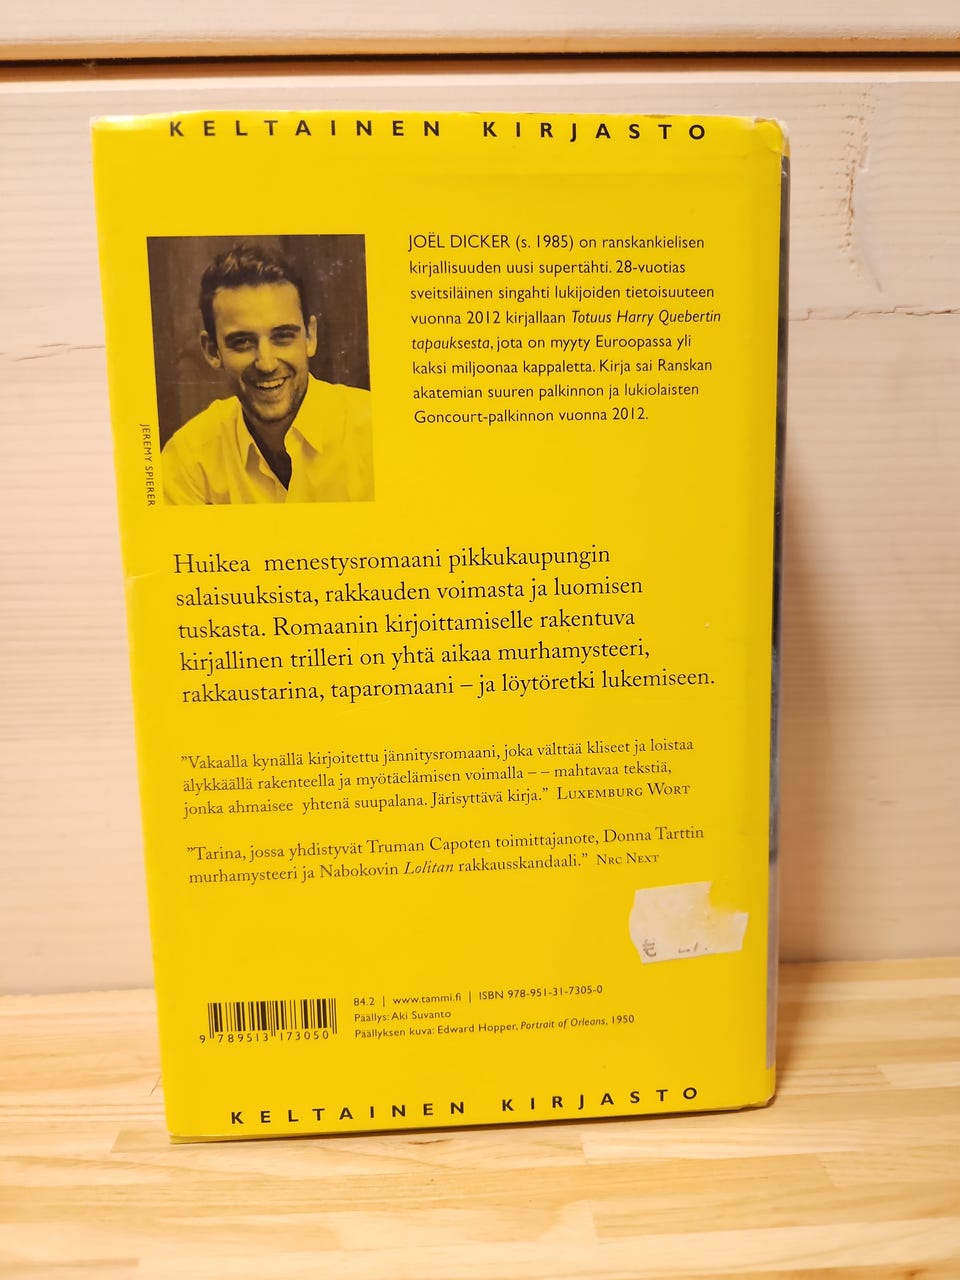 KELTAINEN KIRJASTO
JOËL DICKER (s. 1985) on ranskankielisen
kirjallisuuden uusi supertähti. 28-vuotias
sveitsiläinen singahti lukijoiden tietoisuuteen
vuonna 2012 kirjallaan Totuus Harry Quebertin
tapauksesta, jota on myyty Euroopassa yli
kaksi miljoonaa kappaletta. Kirja sai Ranskan
akatemian suuren palkinnon ja lukiolaisten
Goncourt-palkinnon vuonna 2012.
JEREMY SPIERER
Huikea menestysromaani pikkukaupungin
salaisuuksista, rakkauden voimasta ja luomisen
tuskasta. Romaanin kirjoittamiselle rakentuva
kirjallinen trilleri on yhtä aikaa murhamysteeri,
rakkaustarina, taparomaani – ja löytöretki lukemiseen.
”Vakaalla kynällä kirjoitettu jännitysromaani, joka välttää kliseet ja loistaa
älykkäällä rakenteella ja myötäelämisen voimalla – – mahtavaa tekstiä,
jonka ahmaisee yhtenä suupalana. Järisyttävä kirja.” LUXEMBURG WORT
”Tarina, jossa yhdistyvät Truman Capoten toimittajanote, Donna Tarttin
murhamysteeri ja Nabokovin Lolitan rakkausskandaali.” NRC NEXT
€
84.2 | www.tammi.fi | ISBN 978-951-31-7305-0
Päällys: Aki Suvanto
Päällyksen kuva: Edward Hopper, Portrait of Orleans, 1950
9 789513 173050
KELTAINEN KIRJASTO